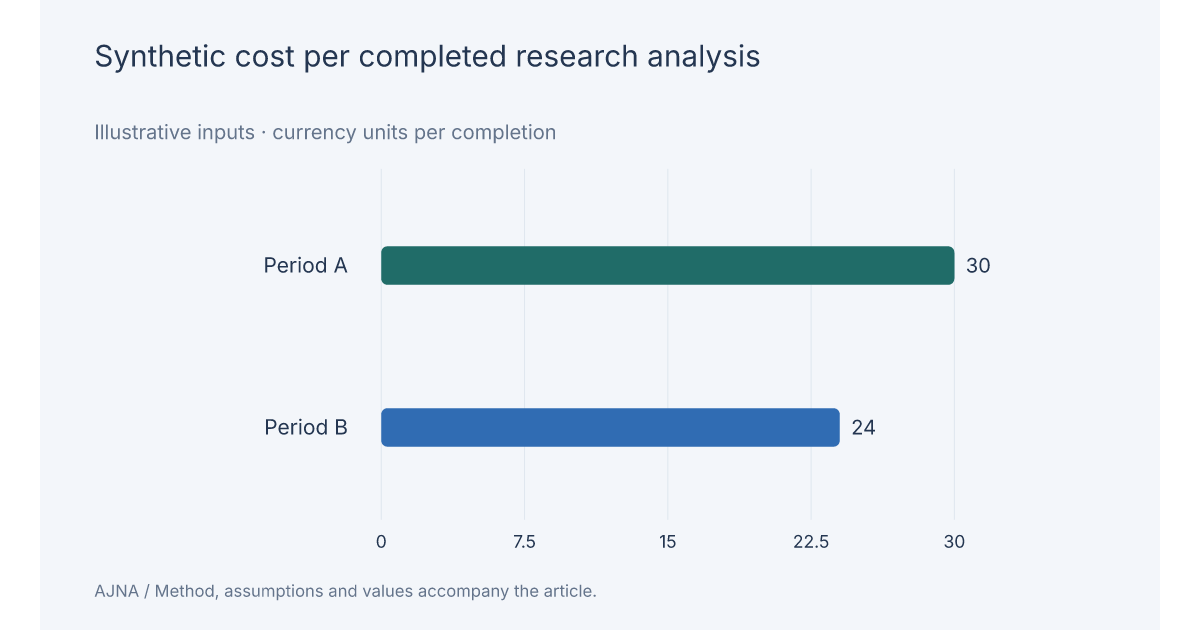 Synthetic cost per completed research analysis
Illustrative inputs · currency units per completion
Period A
30
Period B
24
0 7.5 15 22.5 30
AJNA / Method, assumptions and values accompany the article.